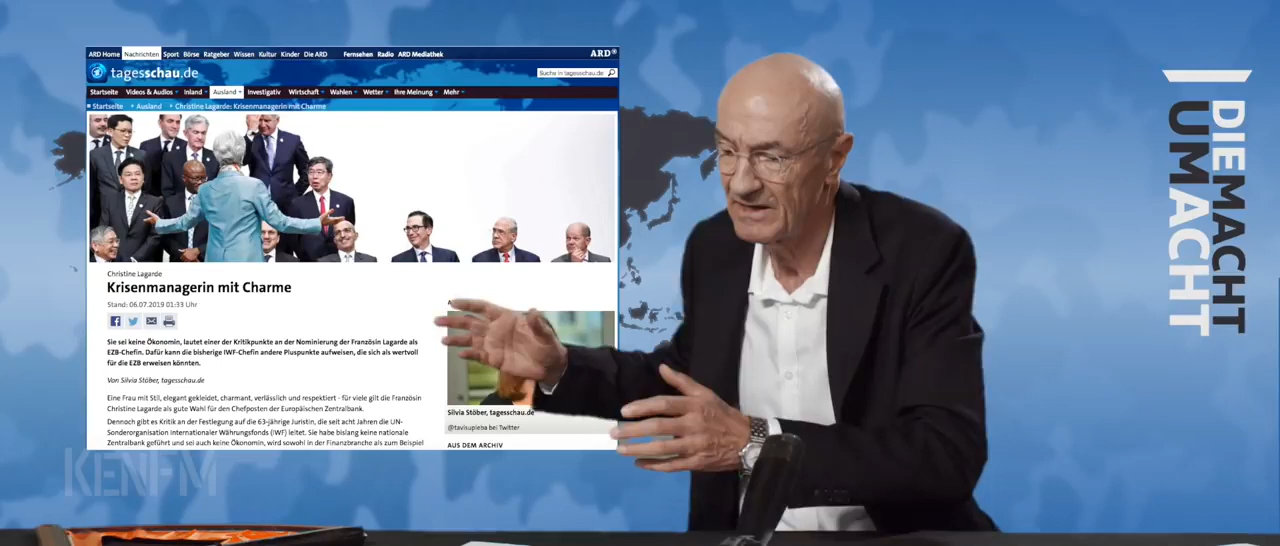 ARD Home Nachrichten Sport Börse Ratgeber Wissen Kultur Kinder Die ARD Fernsehen Radio ARD Mediathek ARD
tagesschau.de
Suche in tagesschau.de
Startseite Videos & Audios Inland Ausland Investigativ Wirtschaft Wahlen Wetter Ihre Meinung Mehr
Startseite Ausland Christine Lagarde: Krisenmanagerin mit Charme
Christine Lagarde
Krisenmanagerin mit Charme
Stand: 06.07.2019 01:33 Uhr
Sie sei keine Ökonomin, lautet einer der Kritikpunkte an der Nominierung der Französin Lagarde als
EZB-Chefin. Dafür kann die bisherige IWF-Chefin andere Pluspunkte aufweisen, die sich als wertvoll
für die EZB erweisen könnten.
Von Silvia Stöber, tagesschau.de
Eine Frau mit Stil, elegant gekleidet, charmant, verlässlich und respektiert - für viele gilt die Französin
Christine Lagarde als gute Wahl für den Chefposten der Europäischen Zentralbank.
Dennoch gibt es Kritik an der Festlegung auf die 63-jährige Juristin, die seit acht Jahren die UN-
Sonderorganisation Internationaler Währungsfonds (IWF) leitet. Sie habe bislang keine nationale
Zentralbank geführt und sei auch keine Ökonomin, wird sowohl in der Finanzbranche als zum Beispiel
Silvia Stöber, tagesschau.de
@tavisupleba bei Twitter
AUS DEM ARCHIV
KENFM
DIEMACHT
UMACHT